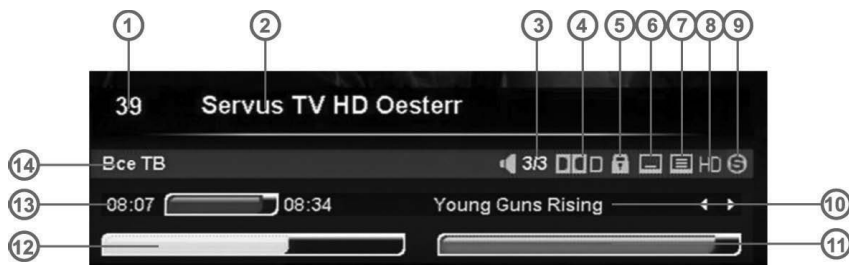 1 2 3 4 5 6 7 8 9
39 Servus TV HD Oesterr
14 Все ТВ 3/3 D HD S
13 08:07 08:34 Young Guns Rising 10
12 11